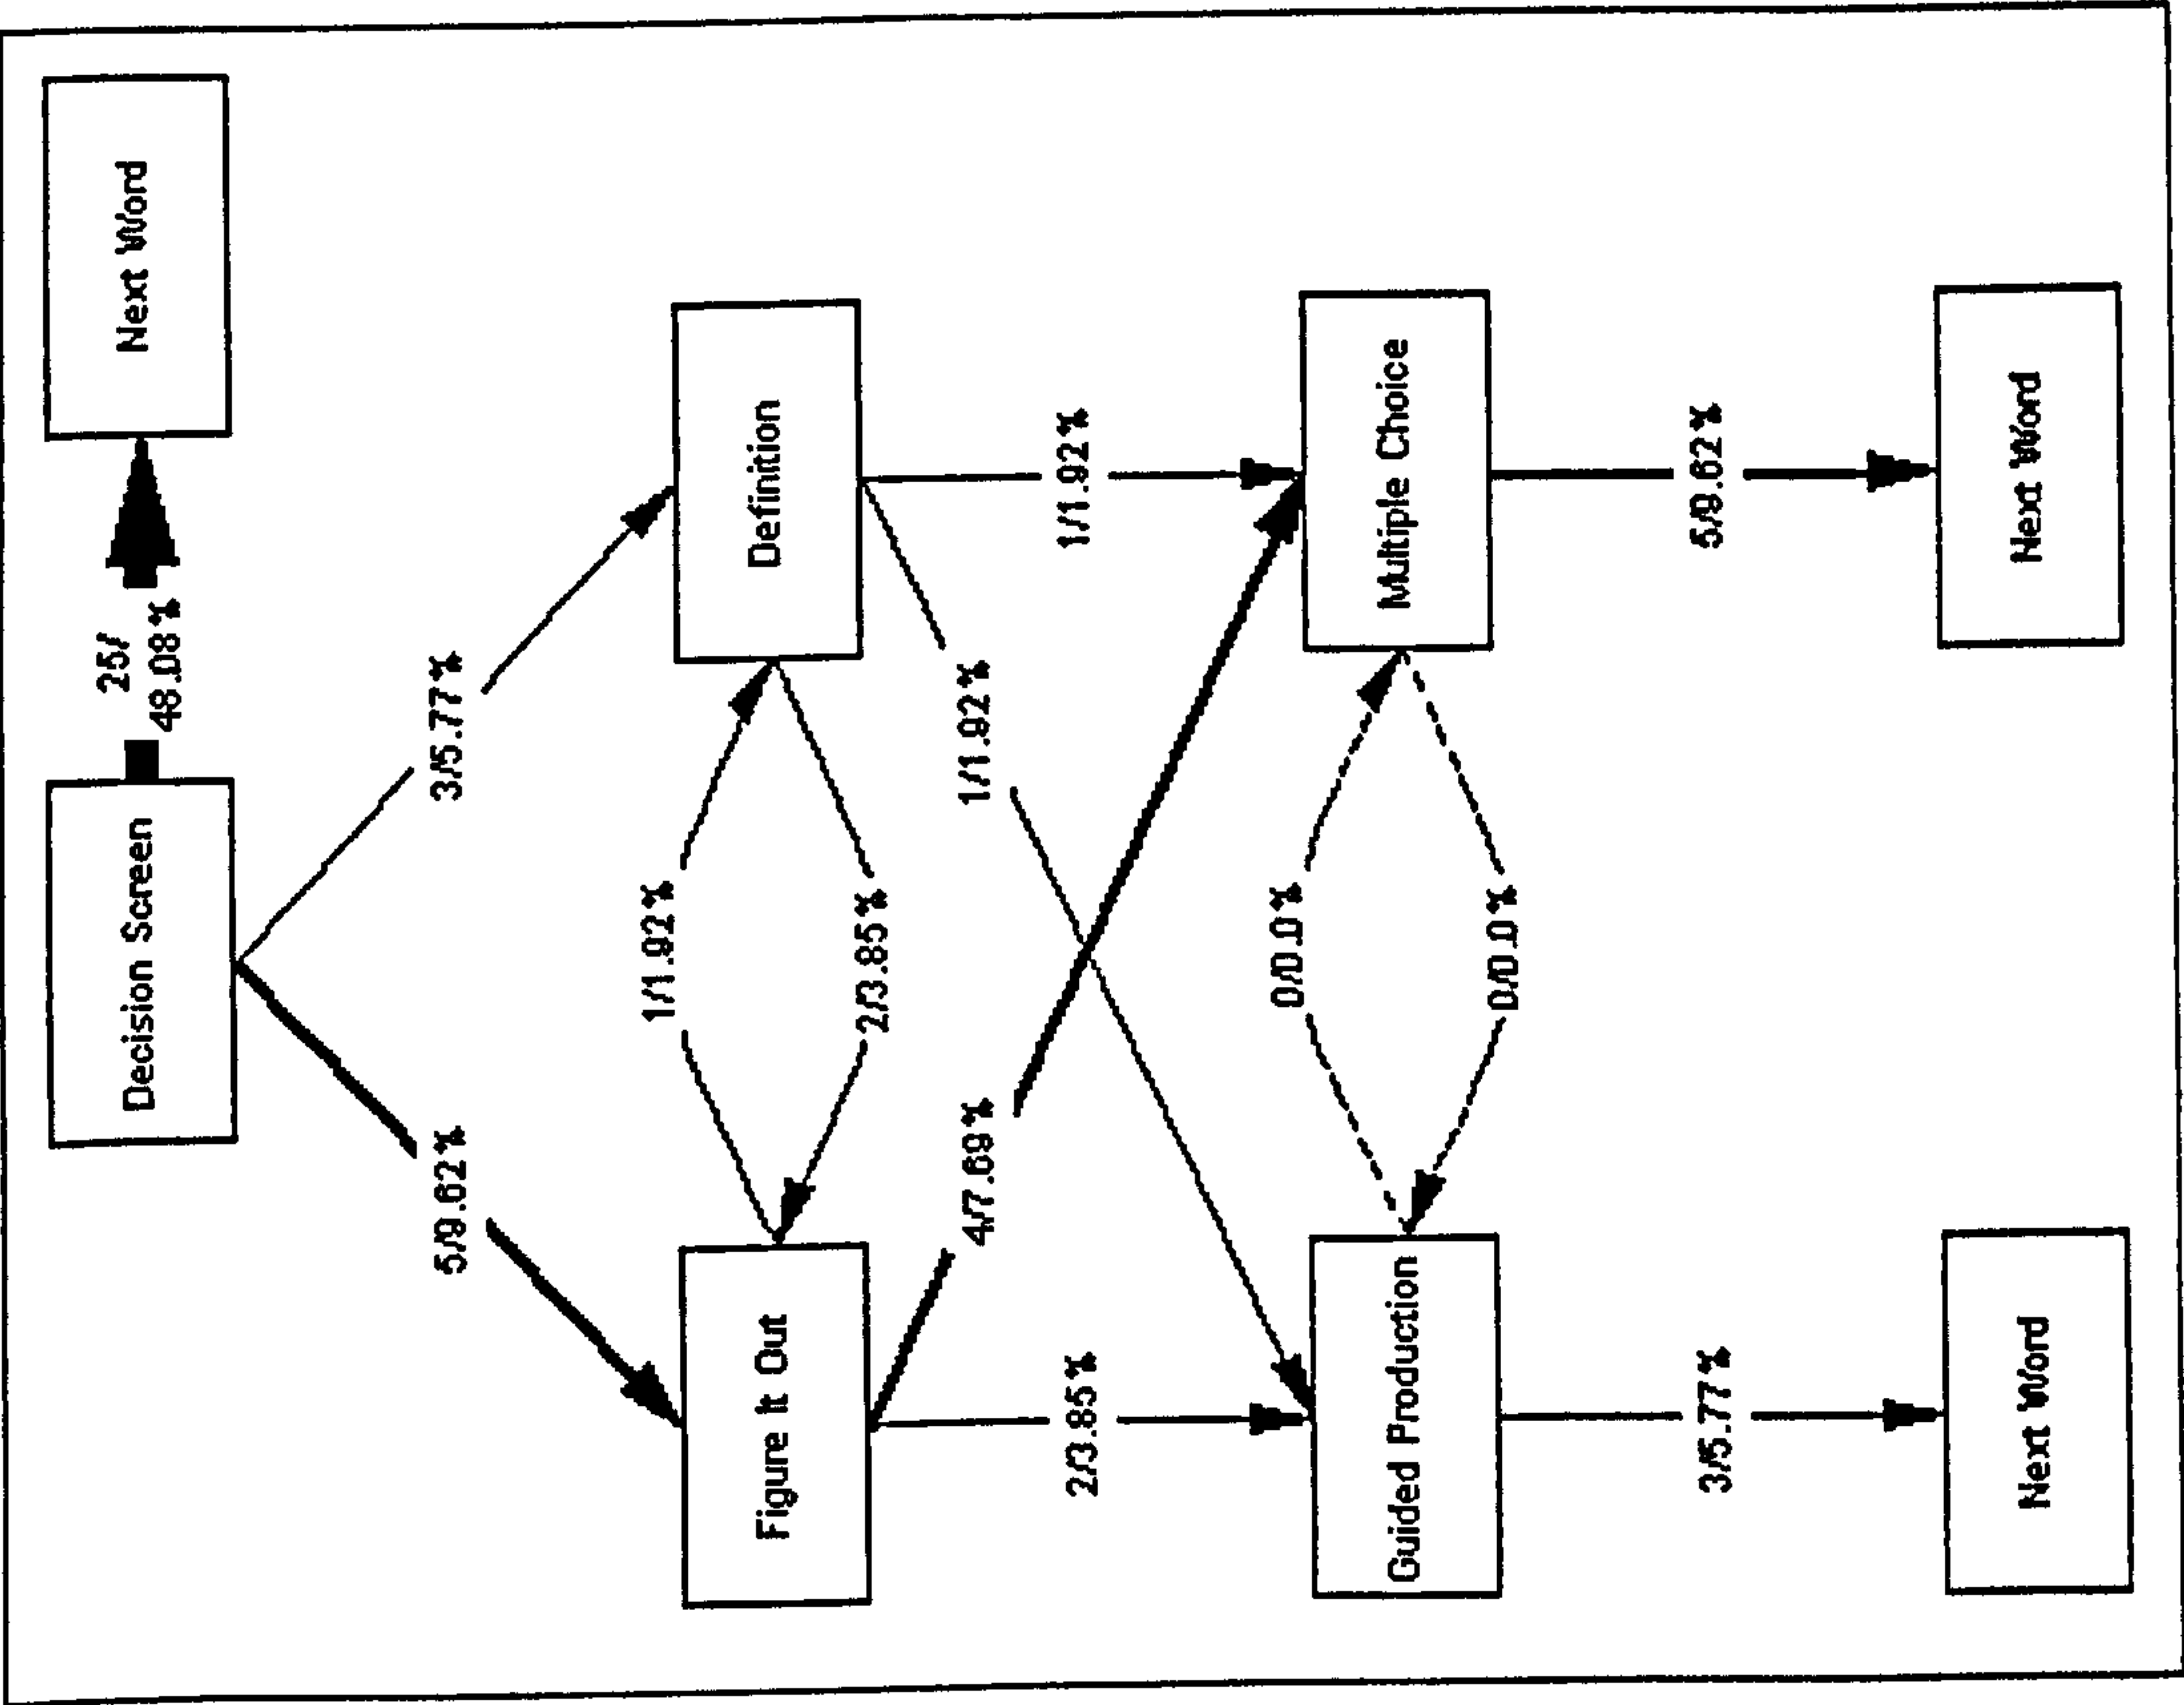 Decision Screen
25/
48.08%
Next Word
5/9.62%
3/5.77%
1/1.92%
Figure It Out
Definition
2/3.85%
4/7.69%
1/1.92%
2/3.85%
1/1.92%
0/0.0%
Guided Production
Multiple Choice
0/0.0%
3/5.77%
5/9.62%
Next Word
Next Word